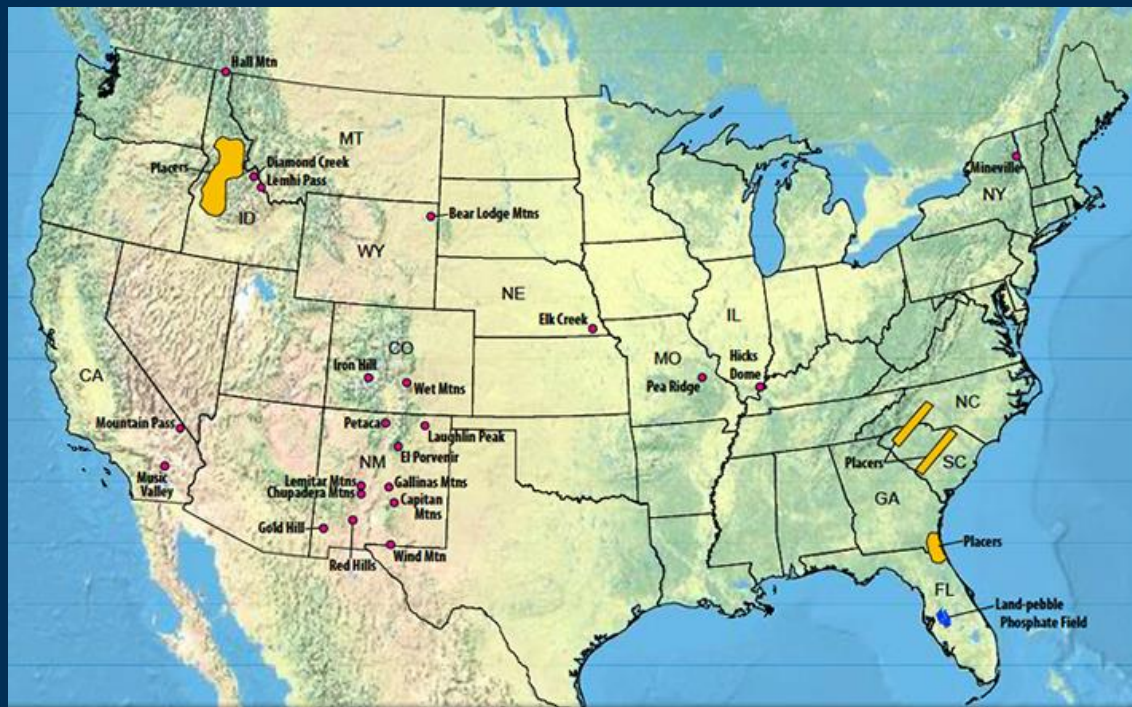 Hall Mtn
MT
Placers
Diamond Creek
Lemhi Pass
ID
Bear Lodge Mtns
WY
Mineville
NY
NE
Elk Creek
IL
CO
Iron Hill
Wet Mtns
MO
Pea Ridge
Hicks
Dome
CA
Mountain Pass
Music
Valley
Petaca
Laughlin Peak
El Porvenir
NM
Lemitar Mtns
Chupadera Mtns
Gallinas Mtns
Capitan
Mtns
Gold Hill
Red Hills
Wind Mtn
NC
Placers
SC
GA
Placers
FL
Land-pebble
Phosphate Field